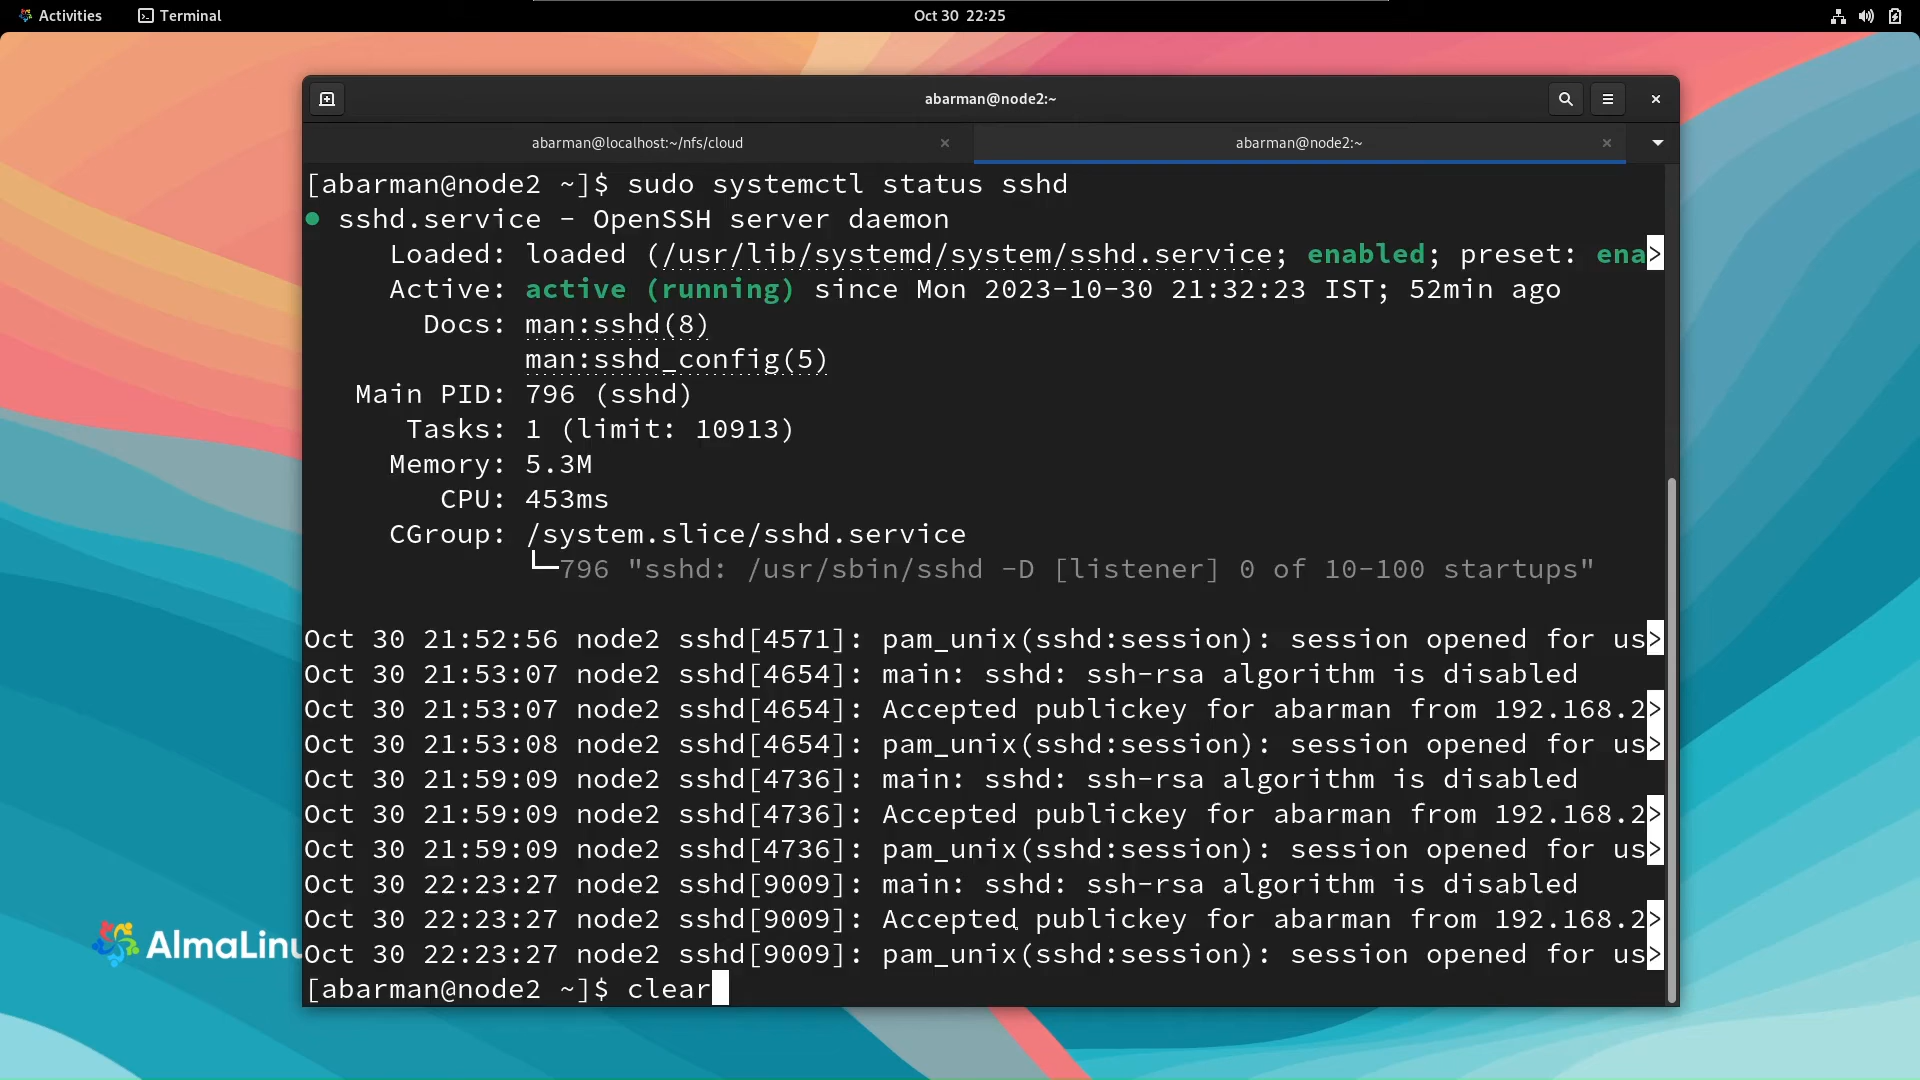 Activities Terminal Oct 30 22:25
abarman@node2:~
abarman@localhost:~/nfs/cloud abarman@node2:~
[abarman@node2 ~]$ sudo systemctl status sshd
● sshd.service - OpenSSH server daemon
Loaded: loaded (/usr/lib/systemd/system/sshd.service; enabled; preset: ena>
Active: active (running) since Mon 2023-10-30 21:32:23 IST; 52min ago
Docs: man:sshd(8)
man:sshd_config(5)
Main PID: 796 (sshd)
Tasks: 1 (limit: 10913)
Memory: 5.3M
CPU: 453ms
CGroup: /system.slice/sshd.service
└─796 "sshd: /usr/sbin/sshd -D [listener] 0 of 10-100 startups"
Oct 30 21:52:56 node2 sshd[4571]: pam_unix(sshd:session): session opened for us>
Oct 30 21:53:07 node2 sshd[4654]: main: sshd: ssh-rsa algorithm is disabled
Oct 30 21:53:07 node2 sshd[4654]: Accepted publickey for abarman from 192.168.2>
Oct 30 21:53:08 node2 sshd[4654]: pam_unix(sshd:session): session opened for us>
Oct 30 21:59:09 node2 sshd[4736]: main: sshd: ssh-rsa algorithm is disabled
Oct 30 21:59:09 node2 sshd[4736]: Accepted publickey for abarman from 192.168.2>
Oct 30 21:59:09 node2 sshd[4736]: pam_unix(sshd:session): session opened for us>
Oct 30 22:23:27 node2 sshd[9009]: main: sshd: ssh-rsa algorithm is disabled
Oct 30 22:23:27 node2 sshd[9009]: Accepted publickey for abarman from 192.168.2>
Oct 30 22:23:27 node2 sshd[9009]: pam_unix(sshd:session): session opened for us>
[abarman@node2 ~]$ clear
AlmaLinu